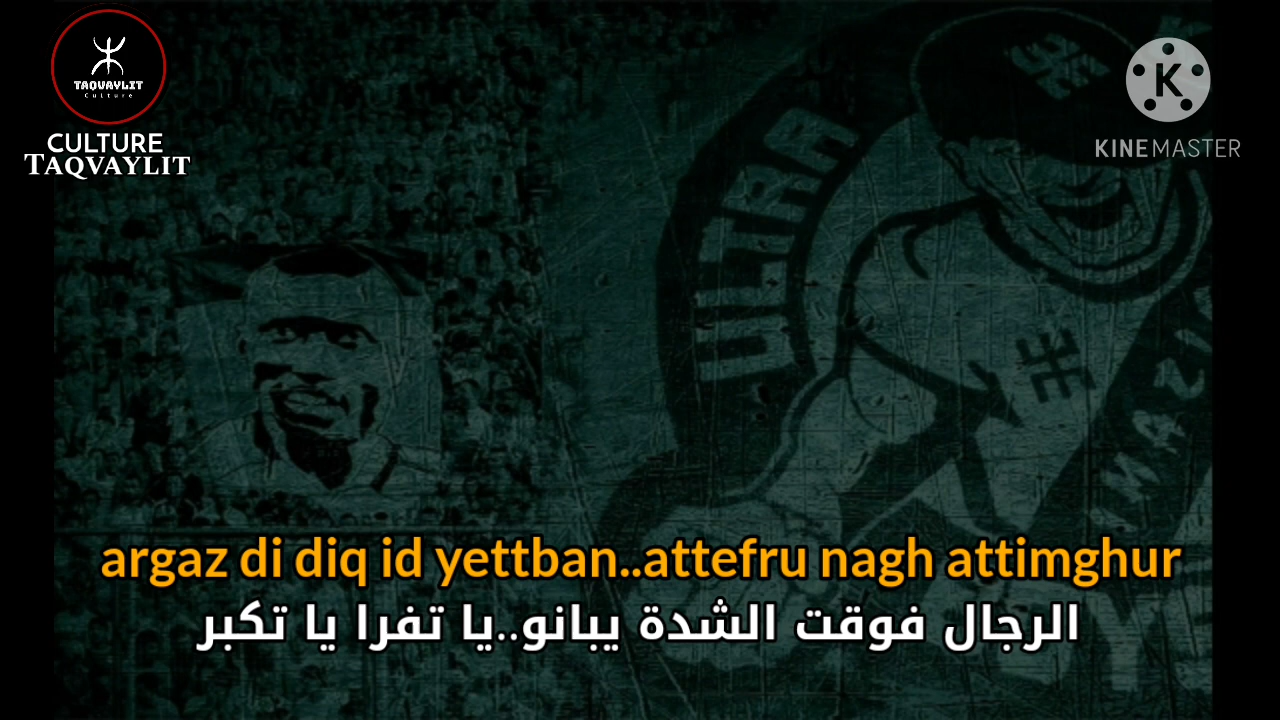 TAQVAYLIT
Culture
CULTURE
TAQVAYLIT
K
KINEMASTER
ULTRA
argaz di diq id yettban..attefru nagh attimghur
الرجال فوقت الشدة يبانو..يا تفرا يا تكبر